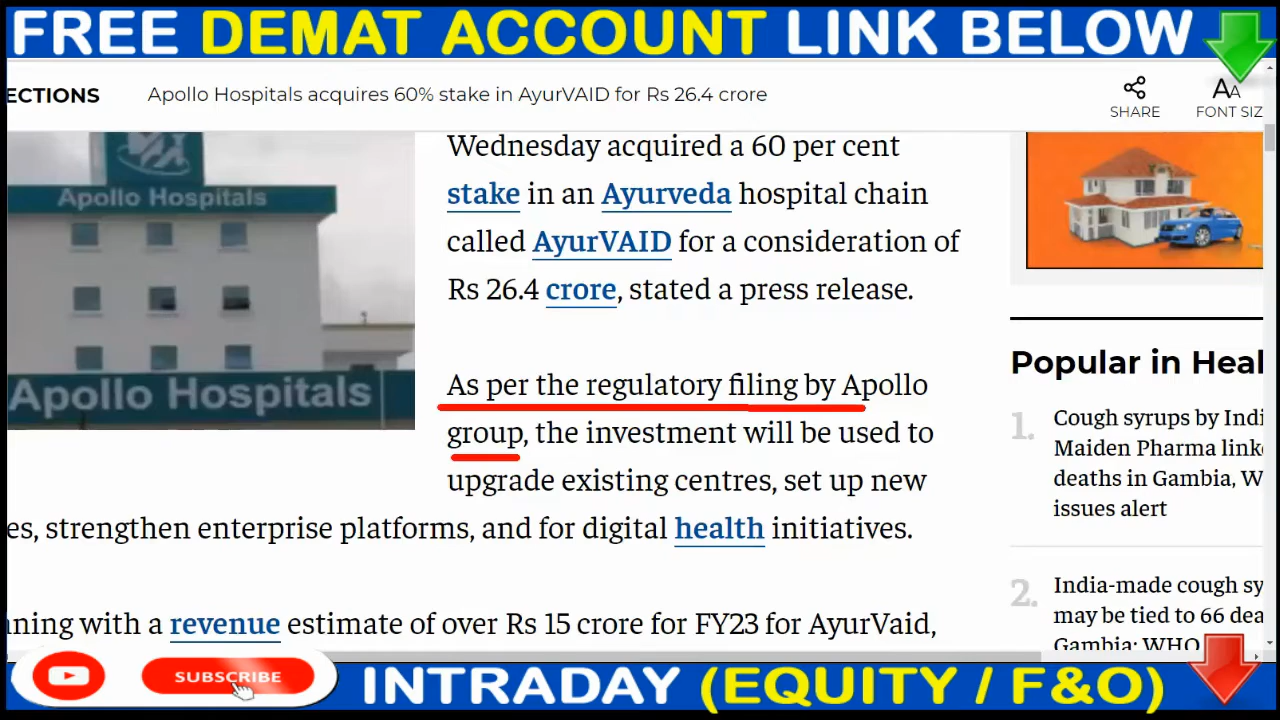 FREE DEMAT ACCOUNT LINK BELOW
ECTIONS
Apollo Hospitals acquires 60% stake in AyurVAID for Rs 26.4 crore
SHARE
AA
FONT SIZ
Apollo Hospitals
Apollo Hospitals
Wednesday acquired a 60 per cent
stake in an Ayurveda hospital chain
called AyurVAID for a consideration of
Rs 26.4 crore, stated a press release.
As per the regulatory filing by Apollo
group, the investment will be used to
upgrade existing centres, set up new
es, strengthen enterprise platforms, and for digital health initiatives.
nning with a revenue estimate of over Rs 15 crore for FY23 for AyurVaid,
Popular in Heal
1. Cough syrups by Indi
Maiden Pharma link
deaths in Gambia, W
issues alert
2. India-made cough sy
may be tied to 66 dea
Gambia: WHO
SUBSCRIBE
INTRADAY (EQUITY / F&O)